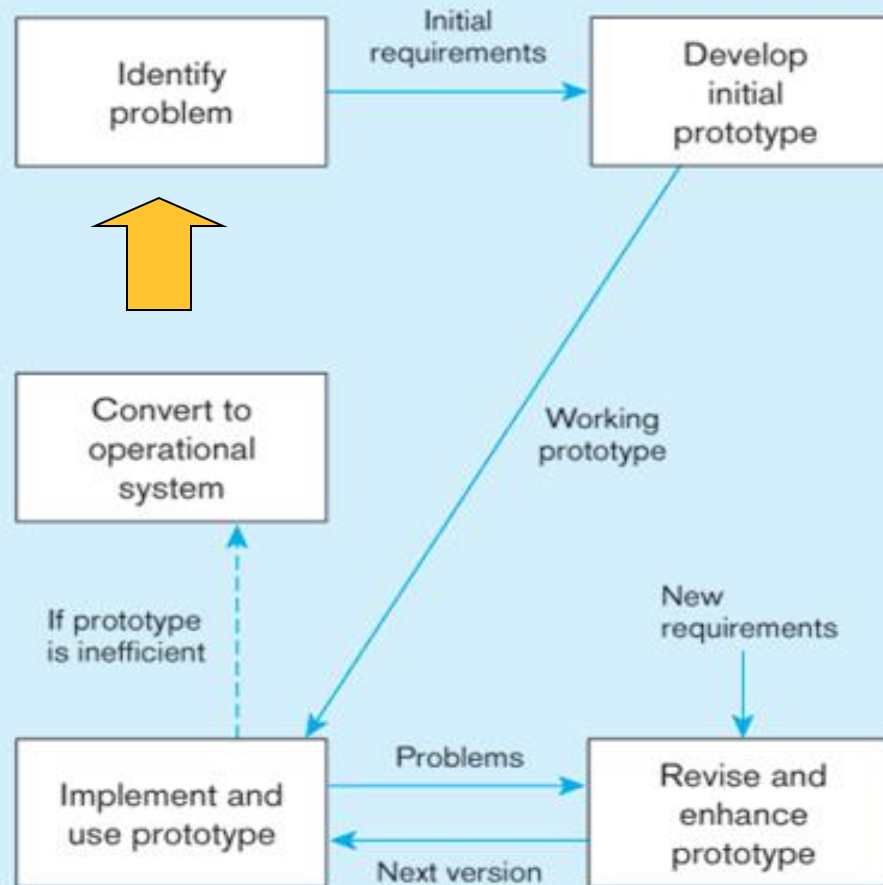 Identify
problem
Initial
requirements
Develop
initial
prototype
Convert to
operational
system
Working
prototype
If prototype
is inefficient
New
requirements
Implement and
use prototype
Problems
Next version
Revise and
enhance
prototype